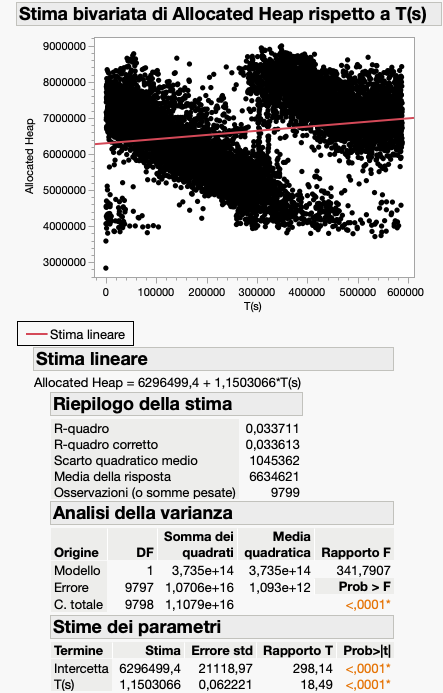 Stima bivariata di Allocated Heap rispetto a T(s)
9000000
8000000
7000000
6000000
5000000
4000000
3000000
Allocated Heap
0 100000 200000 300000 400000 500000 600000
T(s)
Stima lineare
Stima lineare
Allocated Heap = 6296499,4 + 1,1503066*T(s)
Riepilogo della stima
R-quadro 0,033711
R-quadro corretto 0,033613
Scarto quadratico medio 1045362
Media della risposta 6634621
Osservazioni (o somme pesate) 9799
Analisi della varianza
Somma dei Media
Origine DF quadrati quadratica Rapporto F
Modello 1 3,735e+14 3,735e+14 341,7907
Errore 9797 1,0706e+16 1,093e+12 Prob > F
C. totale 9798 1,1079e+16 <,0001*
Stime dei parametri
Termine Stima Errore std Rapporto T Prob>|t|
Intercetta 6296499,4 21118,97 298,14 <,0001*
T(s) 1,1503066 0,062221 18,49 <,0001*